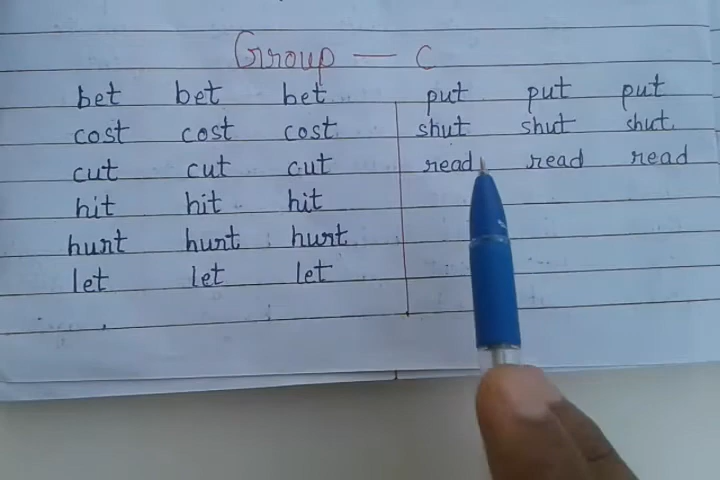 Group — C
bet bet bet
cost cost cost
cut cut cut
hit hit hit
hurt hurt hurt
let let let
put put put
shut shut shut.
read read read